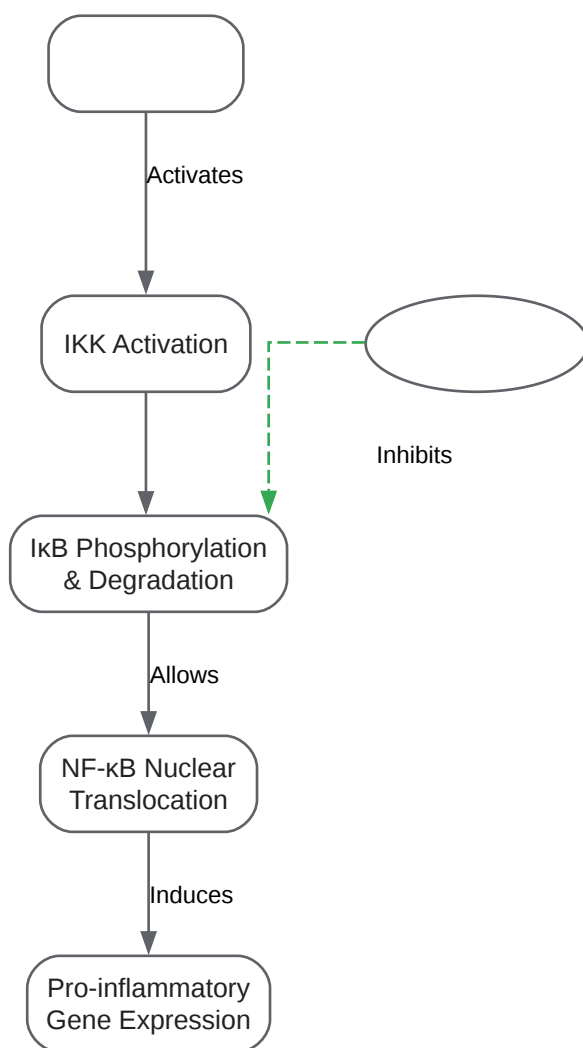 Activates
IKK Activation
Inhibits
IκB Phosphorylation
& Degradation
Allows
NF-κB Nuclear
Translocation
Induces
Pro-inflammatory
Gene Expression